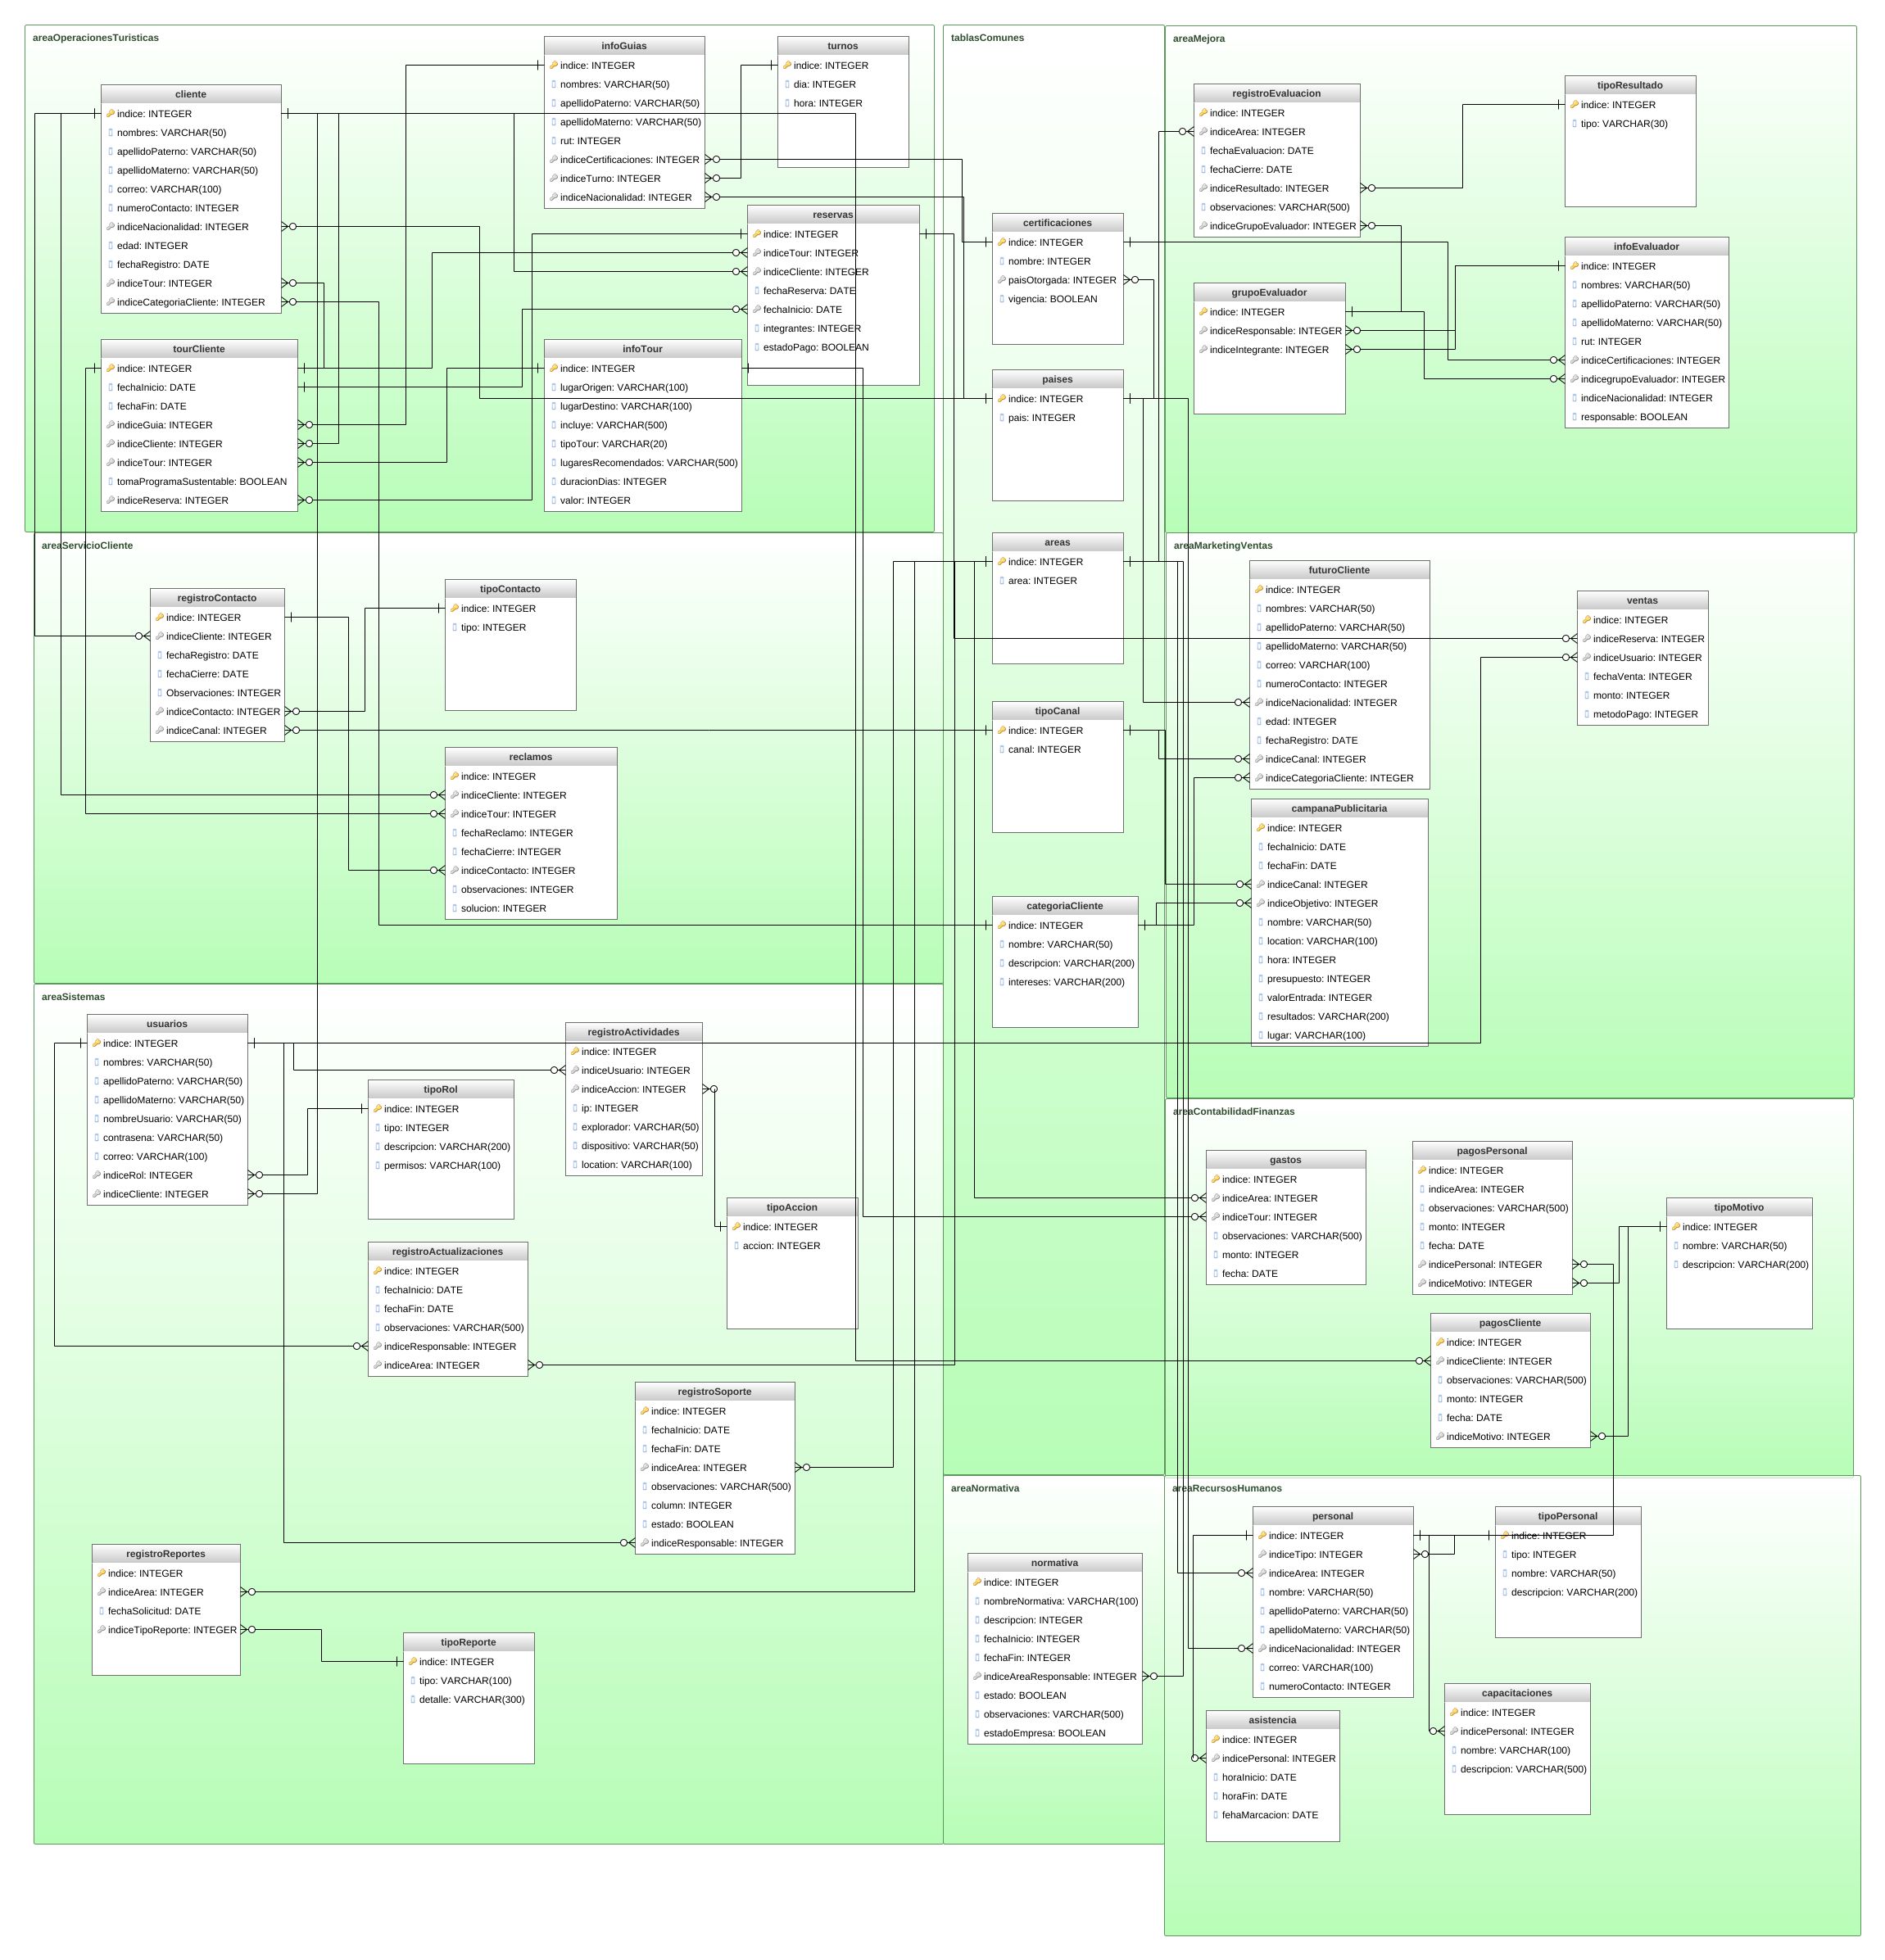 areaOperacionesTuristicas
cliente
indice: INTEGER
nombres: VARCHAR(50)
apellidoPaterno: VARCHAR(50)
apellidoMaterno: VARCHAR(50)
correo: VARCHAR(100)
numeroContacto: INTEGER
indiceNacionalidad: INTEGER
edad: INTEGER
fechaRegistro: DATE
indiceTour: INTEGER
indiceCategoriaCliente: INTEGER
infoGuias
indice: INTEGER
nombres: VARCHAR(50)
apellidoPaterno: VARCHAR(50)
apellidoMaterno: VARCHAR(50)
rut: INTEGER
indiceCertificaciones: INTEGER
indiceTurno: INTEGER
indiceNacionalidad: INTEGER
turnos
indice: INTEGER
dia: INTEGER
hora: INTEGER
reservas
indice: INTEGER
indiceTour: INTEGER
indiceCliente: INTEGER
fechaReserva: DATE
fechaInicio: DATE
integrantes: INTEGER
estadoPago: BOOLEAN
tourCliente
indice: INTEGER
fechaInicio: DATE
fechaFin: DATE
indiceGuia: INTEGER
indiceCliente: INTEGER
indiceTour: INTEGER
tomaProgramaSustentable: BOOLEAN
indiceReserva: INTEGER
infoTour
indice: INTEGER
lugarOrigen: VARCHAR(100)
lugarDestino: VARCHAR(100)
incluye: VARCHAR(500)
tipoTour: VARCHAR(20)
lugaresRecomendados: VARCHAR(500)
duracionDias: INTEGER
valor: INTEGER
tablasComunes
certificaciones
indice: INTEGER
nombre: INTEGER
paisOtorgada: INTEGER
vigencia: BOOLEAN
paises
indice: INTEGER
pais: INTEGER
areas
indice: INTEGER
area: INTEGER
tipoCanal
indice: INTEGER
canal: INTEGER
categoriaCliente
indice: INTEGER
nombre: VARCHAR(50)
descripcion: VARCHAR(200)
intereses: VARCHAR(200)
areaMejora
registroEvaluacion
indice: INTEGER
indiceArea: INTEGER
fechaEvaluacion: DATE
fechaCierre: DATE
indiceResultado: INTEGER
observaciones: VARCHAR(500)
indiceGrupoEvaluador: INTEGER
tipoResultado
indice: INTEGER
tipo: VARCHAR(30)
grupoEvaluador
indice: INTEGER
indiceResponsable: INTEGER
indiceIntegrante: INTEGER
infoEvaluador
indice: INTEGER
nombres: VARCHAR(50)
apellidoPaterno: VARCHAR(50)
apellidoMaterno: VARCHAR(50)
rut: INTEGER
indiceCertificaciones: INTEGER
indicegrupoEvaluador: INTEGER
indiceNacionalidad: INTEGER
responsable: BOOLEAN
areaServicioCliente
registroContacto
indice: INTEGER
indiceCliente: INTEGER
fechaRegistro: DATE
fechaCierre: DATE
Observaciones: INTEGER
indiceContacto: INTEGER
indiceCanal: INTEGER
tipoContacto
indice: INTEGER
tipo: INTEGER
reclamos
indice: INTEGER
indiceCliente: INTEGER
indiceTour: INTEGER
fechaReclamo: INTEGER
fechaCierre: INTEGER
indiceContacto: INTEGER
observaciones: INTEGER
solucion: INTEGER
areaMarketingVentas
futuroCliente
indice: INTEGER
nombres: VARCHAR(50)
apellidoPaterno: VARCHAR(50)
apellidoMaterno: VARCHAR(50)
correo: VARCHAR(100)
numeroContacto: INTEGER
indiceNacionalidad: INTEGER
edad: INTEGER
fechaRegistro: DATE
indiceCanal: INTEGER
indiceCategoriaCliente: INTEGER
ventas
indice: INTEGER
indiceReserva: INTEGER
indiceUsuario: INTEGER
fechaVenta: INTEGER
monto: INTEGER
metodoPago: INTEGER
campanaPublicitaria
indice: INTEGER
fechaInicio: DATE
fechaFin: DATE
indiceCanal: INTEGER
indiceObjetivo: INTEGER
nombre: VARCHAR(50)
location: VARCHAR(100)
hora: INTEGER
presupuesto: INTEGER
valorEntrada: INTEGER
resultados: VARCHAR(200)
lugar: VARCHAR(100)
areaSistemas
usuarios
indice: INTEGER
nombres: VARCHAR(50)
apellidoPaterno: VARCHAR(50)
apellidoMaterno: VARCHAR(50)
nombreUsuario: VARCHAR(50)
contrasena: VARCHAR(50)
correo: VARCHAR(100)
indiceRol: INTEGER
indiceCliente: INTEGER
tipoRol
indice: INTEGER
tipo: INTEGER
descripcion: VARCHAR(200)
permisos: VARCHAR(100)
registroActividades
indice: INTEGER
indiceUsuario: INTEGER
indiceAccion: INTEGER
ip: INTEGER
explorador: VARCHAR(50)
dispositivo: VARCHAR(50)
location: VARCHAR(100)
tipoAccion
indice: INTEGER
accion: INTEGER
registroActualizaciones
indice: INTEGER
fechaInicio: DATE
fechaFin: DATE
observaciones: VARCHAR(500)
indiceResponsable: INTEGER
indiceArea: INTEGER
registroSoporte
indice: INTEGER
fechaInicio: DATE
fechaFin: DATE
indiceArea: INTEGER
observaciones: VARCHAR(500)
column: INTEGER
estado: BOOLEAN
indiceResponsable: INTEGER
registroReportes
indice: INTEGER
indiceArea: INTEGER
fechaSolicitud: DATE
indiceTipoReporte: INTEGER
tipoReporte
indice: INTEGER
tipo: VARCHAR(100)
detalle: VARCHAR(300)
areaContabilidadFinanzas
gastos
indice: INTEGER
indiceArea: INTEGER
indiceTour: INTEGER
observaciones: VARCHAR(500)
monto: INTEGER
fecha: DATE
pagosPersonal
indice: INTEGER
indiceArea: INTEGER
observaciones: VARCHAR(500)
monto: INTEGER
fecha: DATE
indicePersonal: INTEGER
indiceMotivo: INTEGER
tipoMotivo
indice: INTEGER
nombre: VARCHAR(50)
descripcion: VARCHAR(200)
pagosCliente
indice: INTEGER
indiceCliente: INTEGER
observaciones: VARCHAR(500)
monto: INTEGER
fecha: DATE
indiceMotivo: INTEGER
areaNormativa
normativa
indice: INTEGER
nombreNormativa: VARCHAR(100)
descripcion: INTEGER
fechaInicio: INTEGER
fechaFin: INTEGER
indiceAreaResponsable: INTEGER
estado: BOOLEAN
observaciones: VARCHAR(500)
estadoEmpresa: BOOLEAN
areaRecursosHumanos
personal
indice: INTEGER
indiceTipo: INTEGER
indiceArea: INTEGER
nombre: VARCHAR(50)
apellidoPaterno: VARCHAR(50)
apellidoMaterno: VARCHAR(50)
indiceNacionalidad: INTEGER
correo: VARCHAR(100)
numeroContacto: INTEGER
tipoPersonal
indice: INTEGER
tipo: INTEGER
nombre: VARCHAR(50)
descripcion: VARCHAR(200)
asistencia
indice: INTEGER
indicePersonal: INTEGER
horaInicio: DATE
horaFin: DATE
fehaMarcacion: DATE
capacitaciones
indice: INTEGER
indicePersonal: INTEGER
nombre: VARCHAR(100)
descripcion: VARCHAR(500)